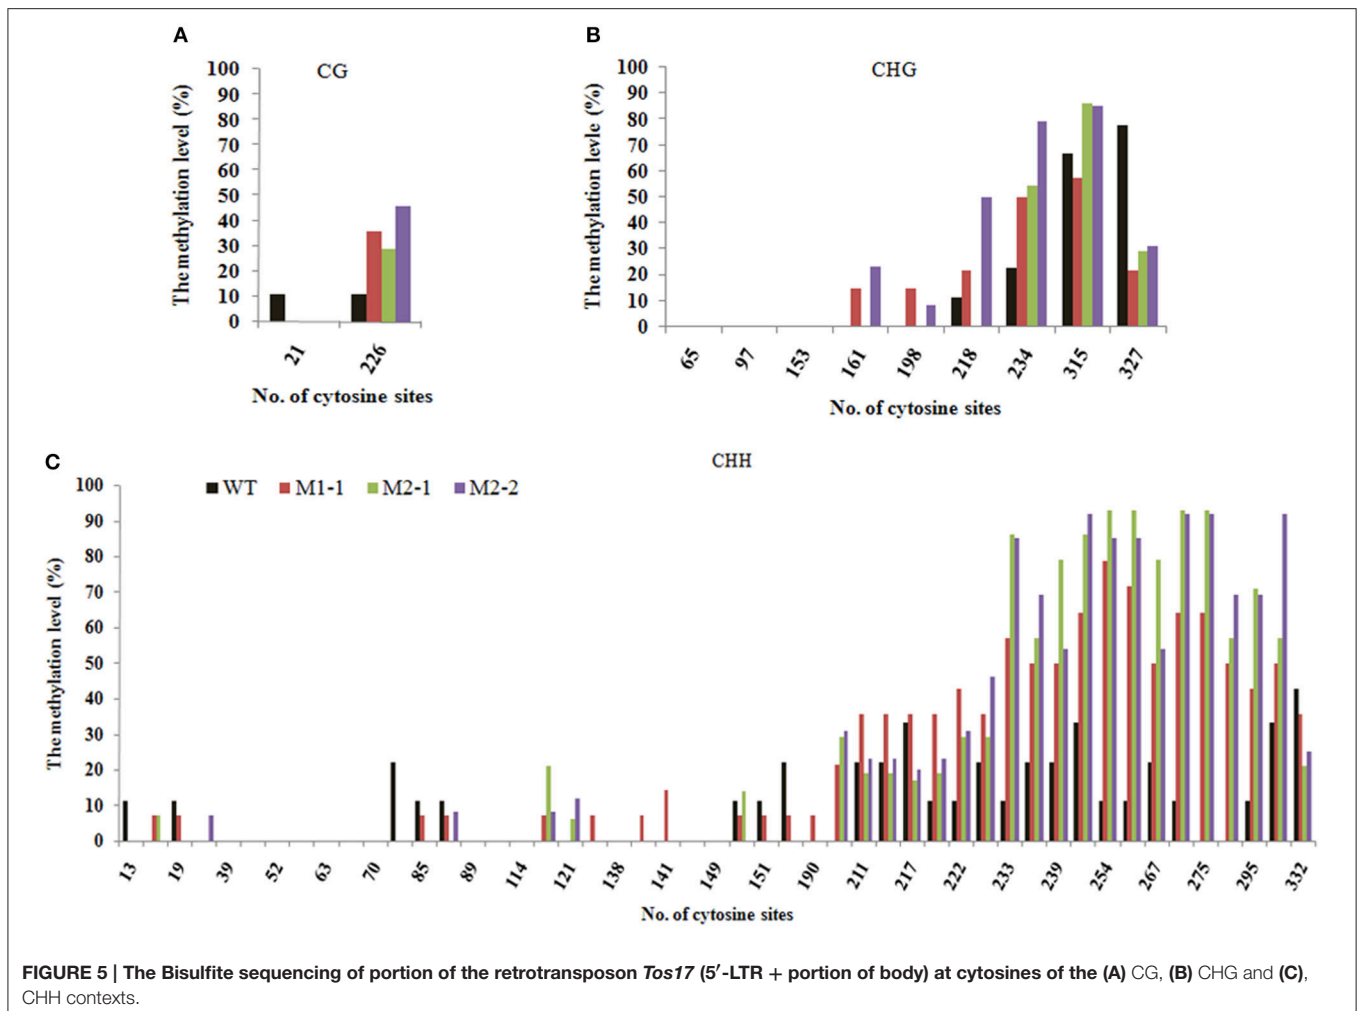 A
CG
100
90
80
70
60
50
40
30
20
10
0
The methylation level (%)
21 226
No. of cytosine sites
B
CHG
100
90
80
70
60
50
40
30
20
10
0
The methylation levle (%)
65 97 153 161 198 218 234 315 327
No. of cytosine sites
C
CHH
WT M1-1 M2-1 M2-2
100
90
80
70
60
50
40
30
20
10
0
The methylation level (%)
13 19 39 52 63 70 85 89 114 121 138 141 149 151 190 211 217 222 233 239 254 267 275 295 332
No. of cytosine sites
FIGURE 5 | The Bisulfite sequencing of portion of the retrotransposon Tos17 (5′-LTR + portion of body) at cytosines of the (A) CG, (B) CHG and (C),
CHH contexts.